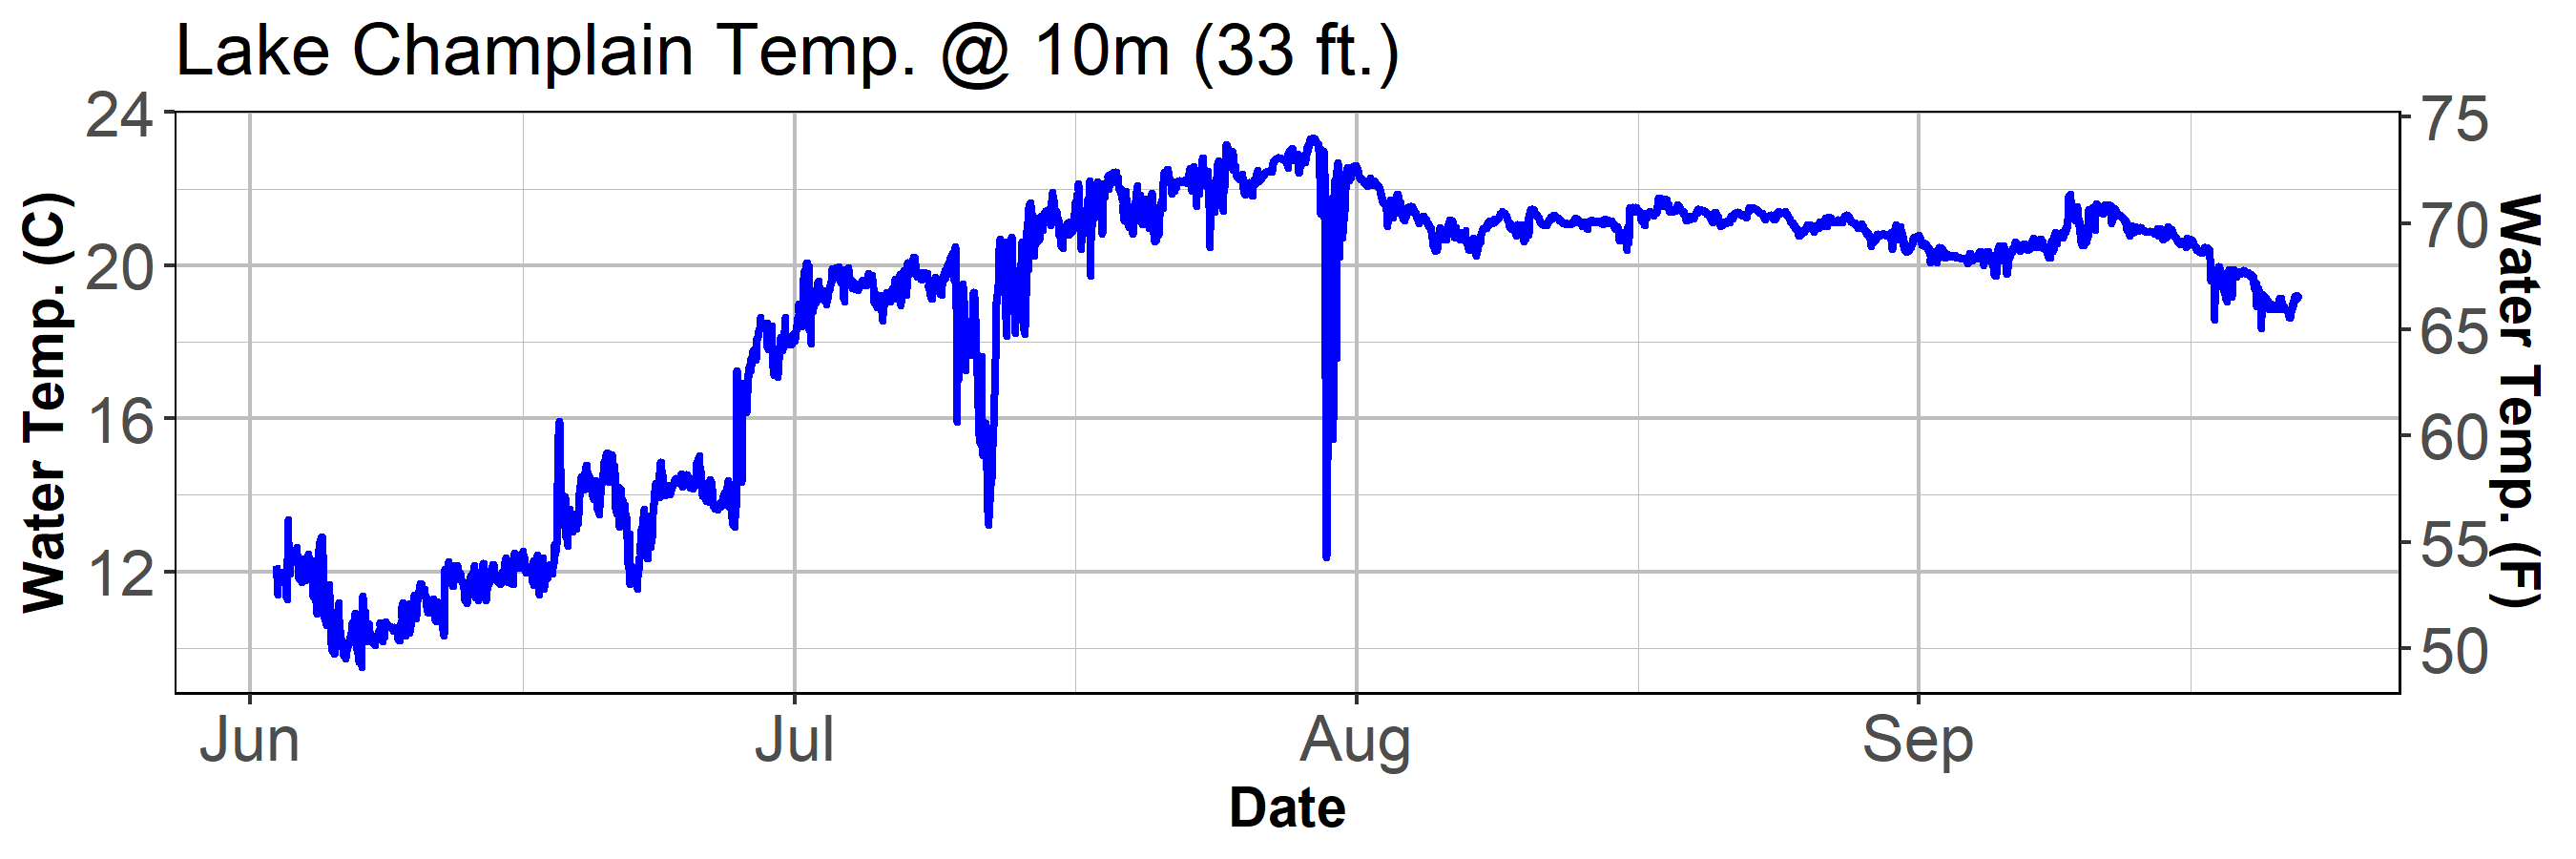 Lake Champlain Temp. @ 10m (33 ft.)
24
20
16
12
Water Temp. (C)
75
70
65
60
55
50
Water Temp. (F)
Jun Jul Aug Sep
Date